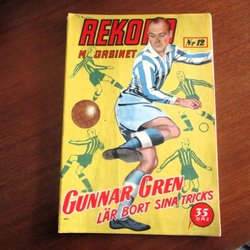 REKORD
MAGASINET
Nr 12
GUNNAR GREN
LÄR BORT SINA TRICKS
35
ÖRE